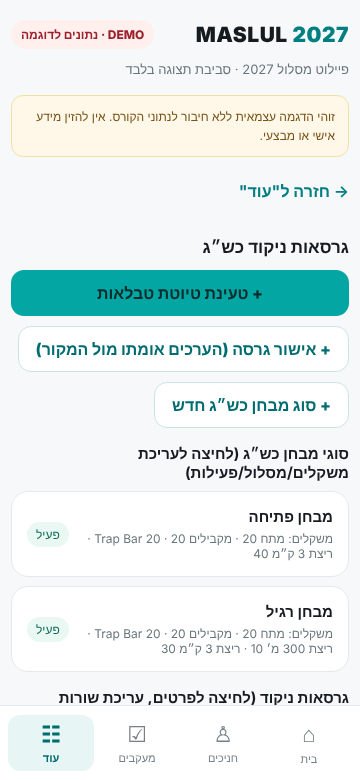 MASLUL 2027
DEMO · נתונים לדוגמה
פיילוט מסלול 2027 · סביבת תצוגה בלבד
זוהי הדגמה עצמאית ללא חיבור לנתוני הקורס. אין להזין מידע
אישי או מבצעי.
→ חזרה ל"עוד"
גרסאות ניקוד כש״ג
+ טעינת טיוטת טבלאות
+ אישור גרסה (הערכים אומתו מול המקור)
+ סוג מבחן כש״ג חדש
סוגי מבחן כש״ג (לחיצה לעריכת
משקלים/מסלול/פעילות)
מבחן פתיחה
משקלים: מתח 20 · מקבילים 20 · Trap Bar 20 ·
ריצת 3 ק״מ 40
פעיל
מבחן רגיל
משקלים: מתח 20 · מקבילים 20 · Trap Bar 20 ·
ריצת 300 מ׳ 10 · ריצת 3 ק״מ 30
פעיל
גרסאות ניקוד (לחיצה לפרטים, עריכת שורות
בית
חניכים
מעקבים
עוד